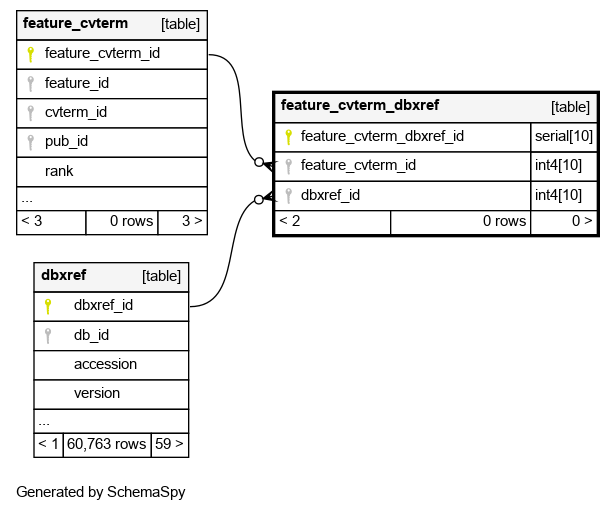 feature_cvterm [table]
feature_cvterm_id
feature_id
cvterm_id
pub_id
rank
...
< 3 0 rows 3 >
feature_cvterm_dbxref [table]
feature_cvterm_dbxref_id serial[10]
feature_cvterm_id int4[10]
dbxref_id int4[10]
< 2 0 rows 0 >
dbxref [table]
dbxref_id
db_id
accession
version
...
< 1 60,763 rows 59 >
Generated by SchemaSpy